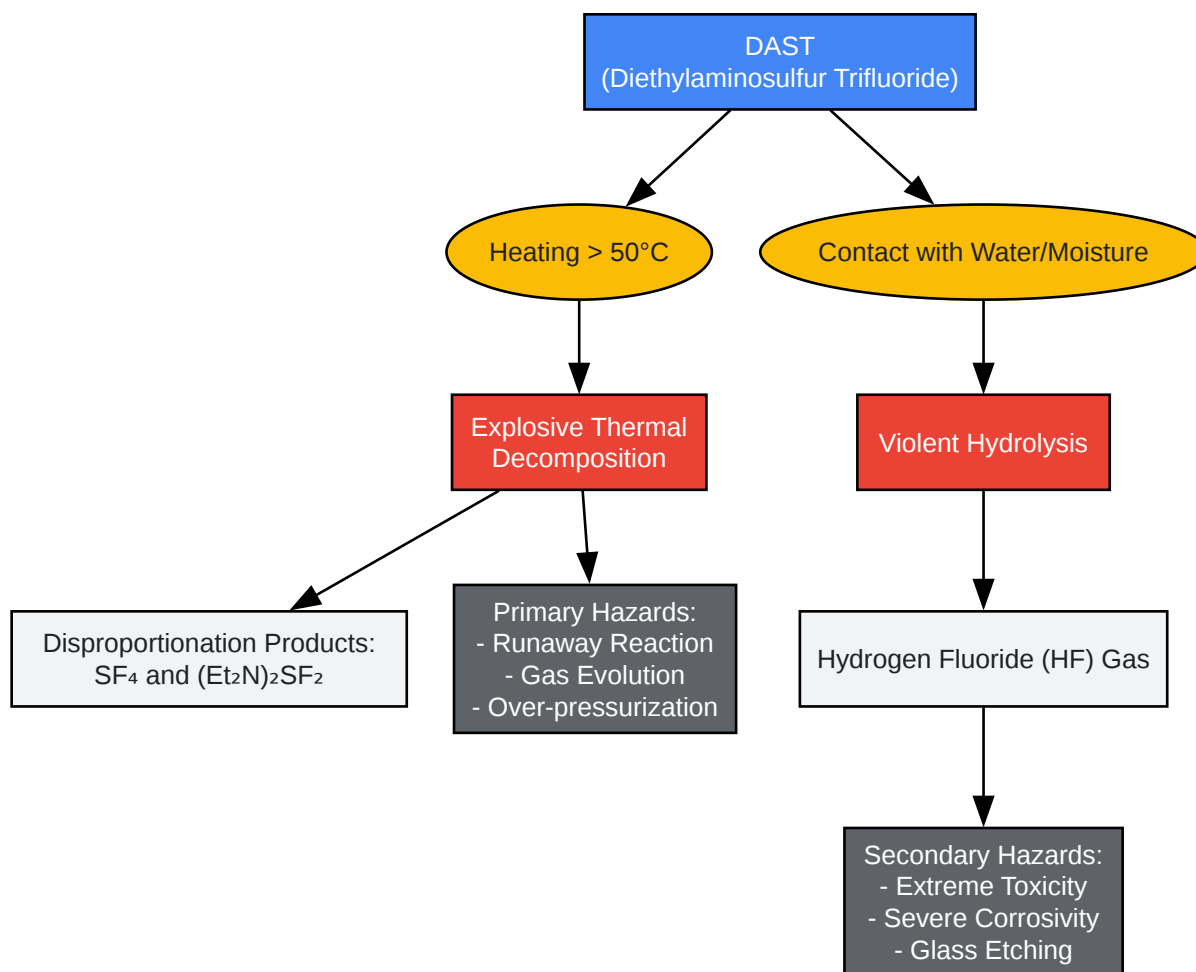 DAST
(Diethylaminosulfur Trifluoride)
Heating > 50°C
Contact with Water/Moisture
Explosive Thermal
Decomposition
Violent Hydrolysis
Disproportionation Products:
SF₄ and (Et₂N)₂SF₂
Primary Hazards:
- Runaway Reaction
- Gas Evolution
- Over-pressurization
Hydrogen Fluoride (HF) Gas
Secondary Hazards:
- Extreme Toxicity
- Severe Corrosivity
- Glass Etching